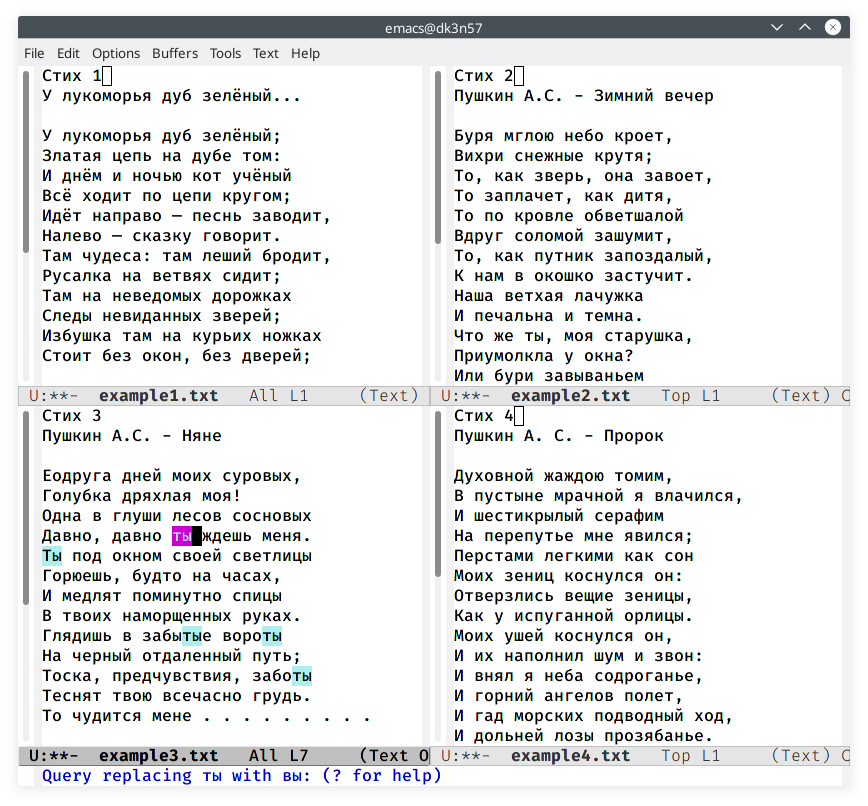 emacs@dk3n57
File Edit Options Buffers Tools Text Help
Стих 1
У лукоморья дуб зелёный...
У лукоморья дуб зелёный;
Златая цепь на дубе том:
И днём и ночью кот учёный
Всё ходит по цепи кругом;
Идёт направо — песнь заводит,
Налево — сказку говорит.
Там чудеса: там леший бродит,
Русалка на ветвях сидит;
Там на неведомых дорожках
Следы невиданных зверей;
Избушка там на курьих ножках
Стоит без окон, без дверей;
U:**- example1.txt All L1 (Text)
Стих 2
Пушкин А.С. - Зимний вечер
Буря мглою небо кроет,
Вихри снежные крутя;
То, как зверь, она завоет,
То заплачет, как дитя,
То по кровле обветшалой
Вдруг соломой зашумит,
То, как путник запоздалый,
К нам в окошко застучит.
Наша ветхая лачужка
И печальна и темна.
Что же ты, моя старушка,
Приумолкла у окна?
Или бури завываньем
U:**- example2.txt Top L1 (Text) O
Стих 3
Пушкин А.С. - Няне
Еодруга дней моих суровых,
Голубка дряхлая моя!
Одна в глуши лесов сосновых
Давно, давно ты ждешь меня.
Ты под окном своей светлицы
Горюешь, будто на часах,
И медлят поминутно спицы
В твоих наморщенных руках.
Глядишь в забытые вороты
На черный отдаленный путь;
Тоска, предчувствия, заботы
Теснят твою всечасно грудь.
То чудится мене . . . . . . . . .
U:**- example3.txt All L7 (Text O
Стих 4
Пушкин А. С. - Пророк
Духовной жаждою томим,
В пустыне мрачной я влачился,
И шестикрылый серафим
На перепутье мне явился;
Перстами легкими как сон
Моих зениц коснулся он:
Отверзлись вещие зеницы,
Как у испуганной орлицы.
Моих ушей коснулся он,
И их наполнил шум и звон:
И внял я неба содроганье,
И горний ангелов полет,
И гад морских подводный ход,
И дольней лозы прозябанье.
U:**- example4.txt Top L1 (Text) O
Query replacing ты with вы: (? for help)